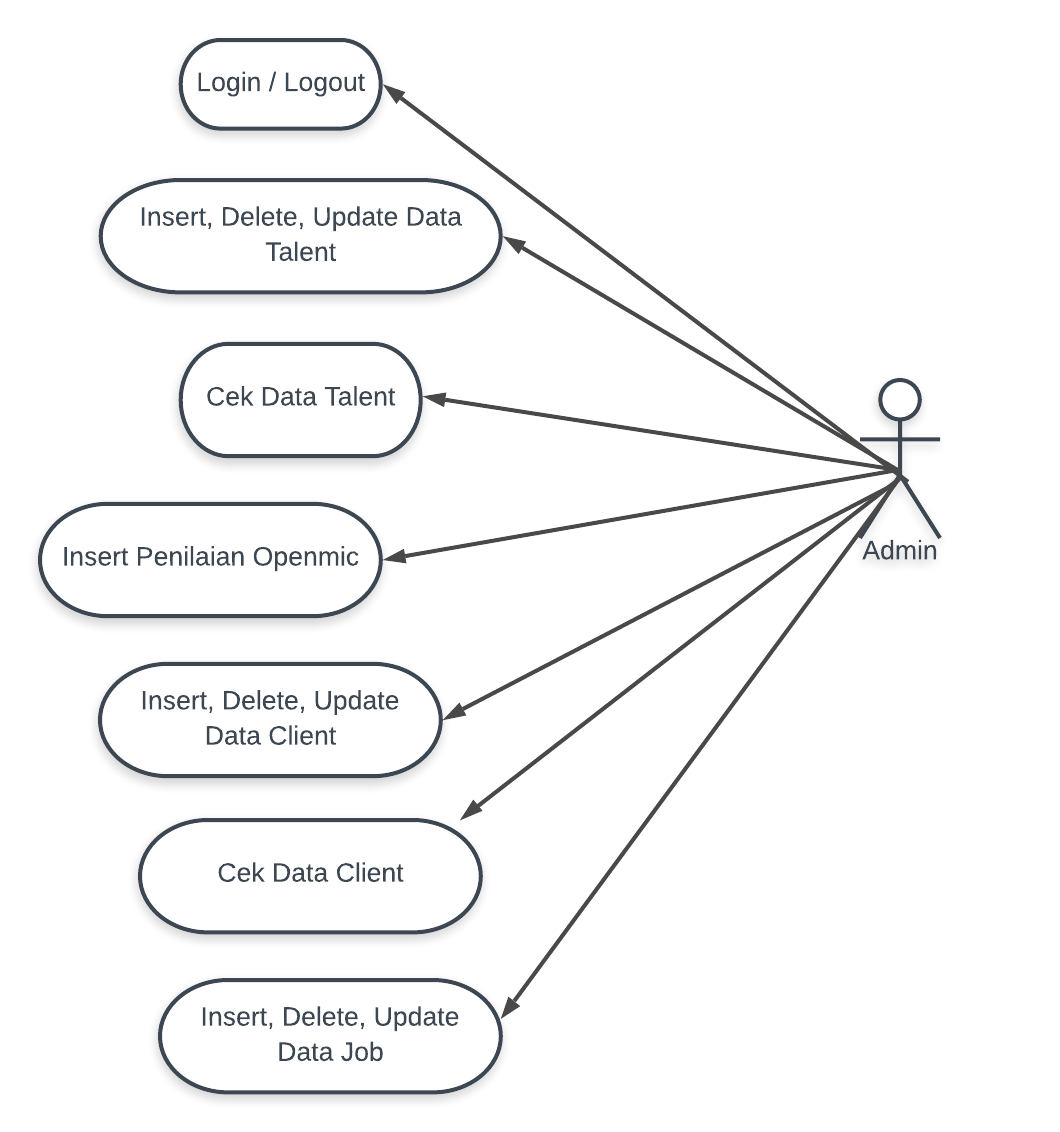 Login / Logout
Insert, Delete, Update Data
Talent
Cek Data Talent
Insert Penilaian Openmic
Admin
Insert, Delete, Update
Data Client
Cek Data Client
Insert, Delete, Update
Data Job